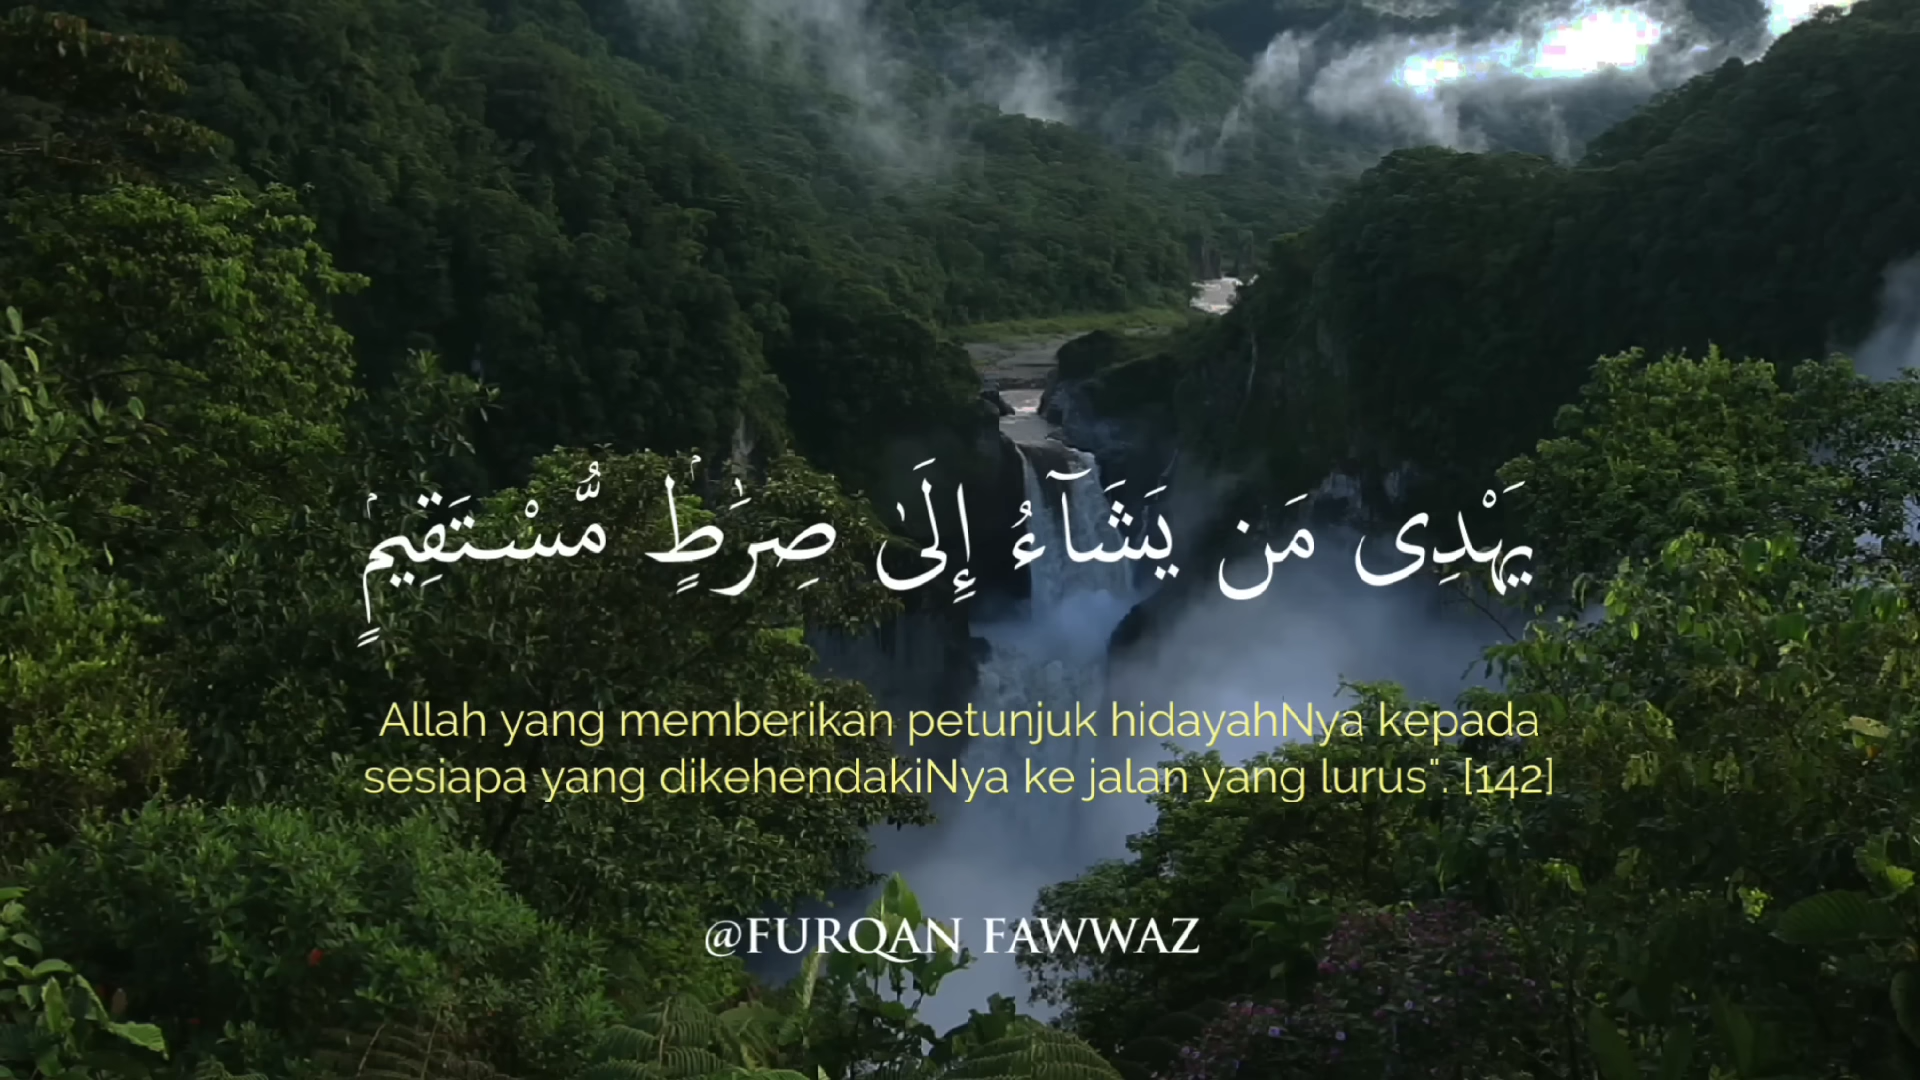 يَهْدِى مَن يَشَآءُ إِلَىٰ صِرَٰطٍۢ مُّسْتَقِيمٍۢ
Allah yang memberikan petunjuk hidayahNya kepada
sesiapa yang dikehendakiNya ke jalan yang lurus". [142]
@FURQAN FAWWAZ